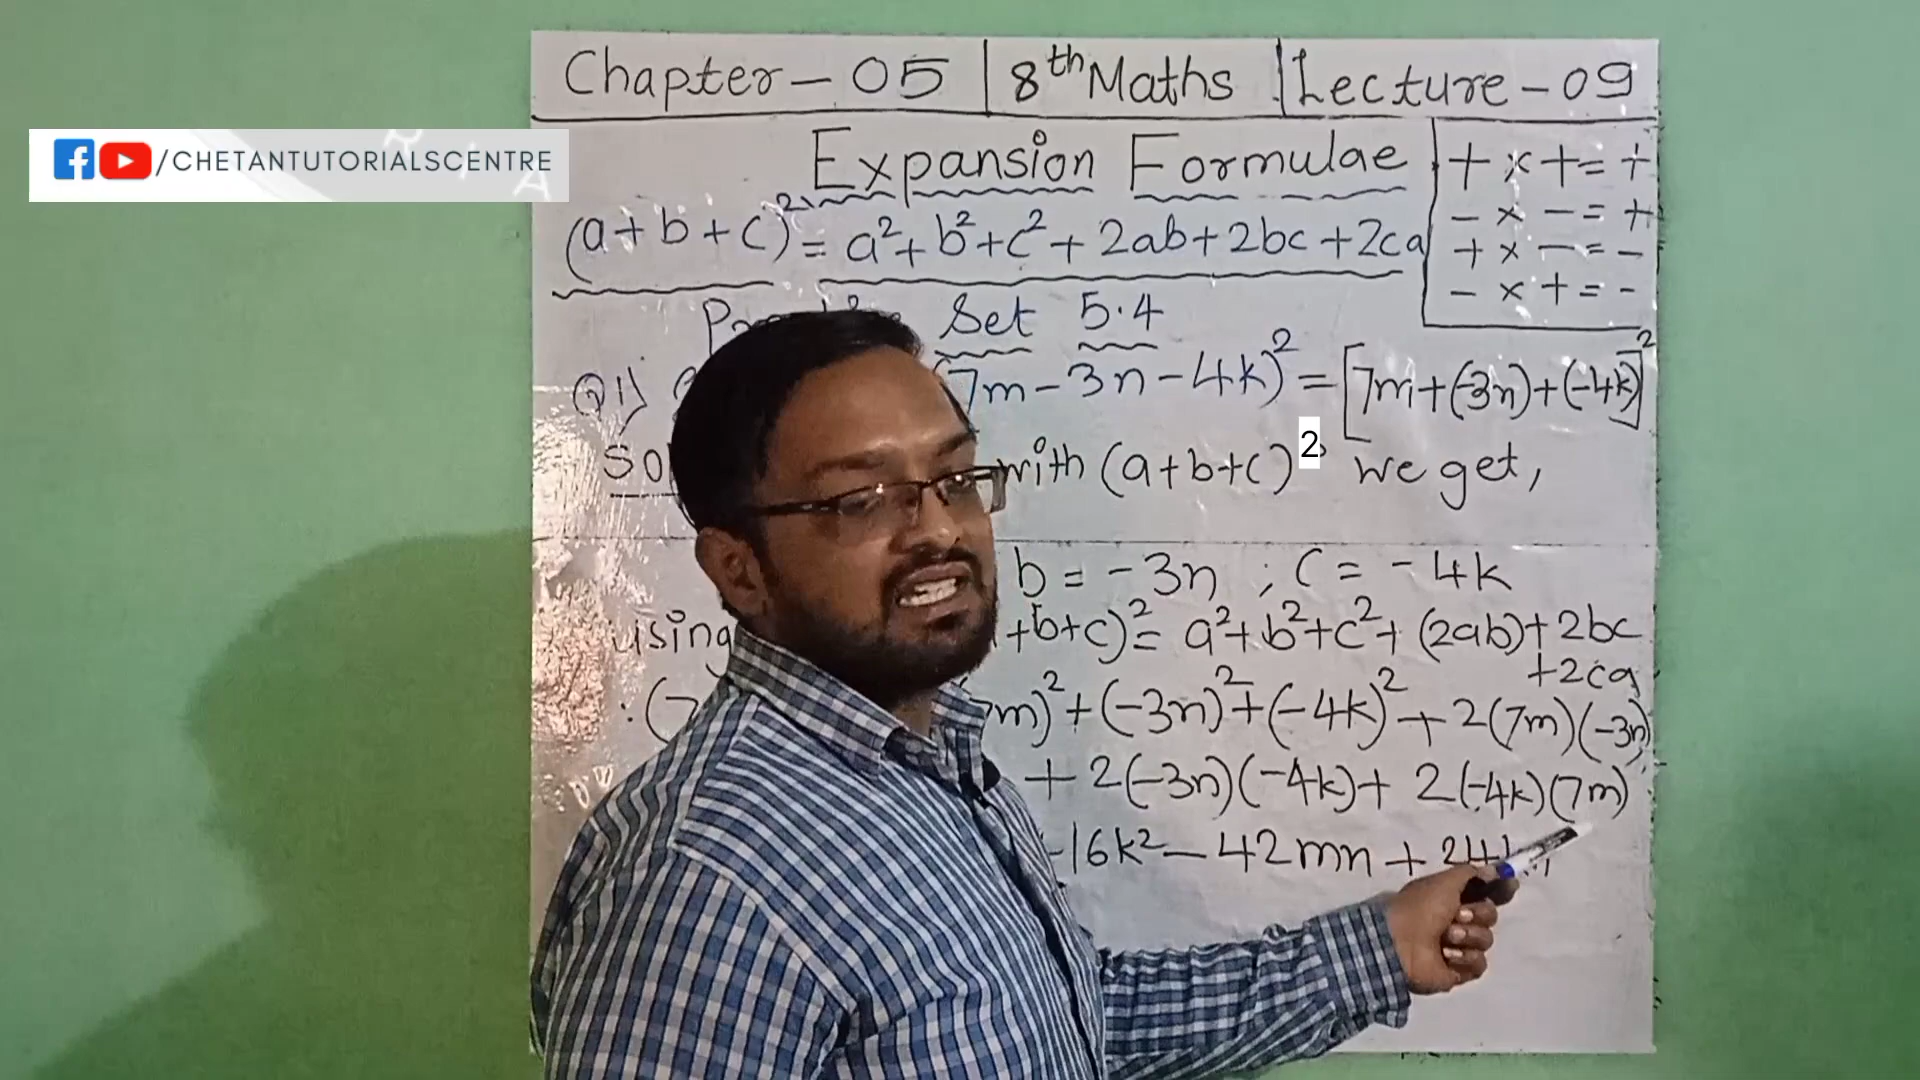 Chapter-05 | 8th Maths | Lecture-09
/CHETANTUTORIALSCENTRE
Expansion Formulae
+ × + = +
- × - = +
+ × - = -
- × + = -
(a+b+c)² = a²+b²+c²+2ab+2bc+2ca
Set 5.4
Q1) (7m-3n-4k)² = [7m+(-3n)+(-4k)]²
with (a+b+c)² we get,
b = -3n ; c = -4k
using +b+c)² = a²+b²+c²+(2ab)+2bc
+2ca
(7 m)²+(-3n)²+(-4k)²+2(7m)(-3n)
+ 2(-3n)(-4k)+ 2(-4k)(7m)
16k²-42mn+24